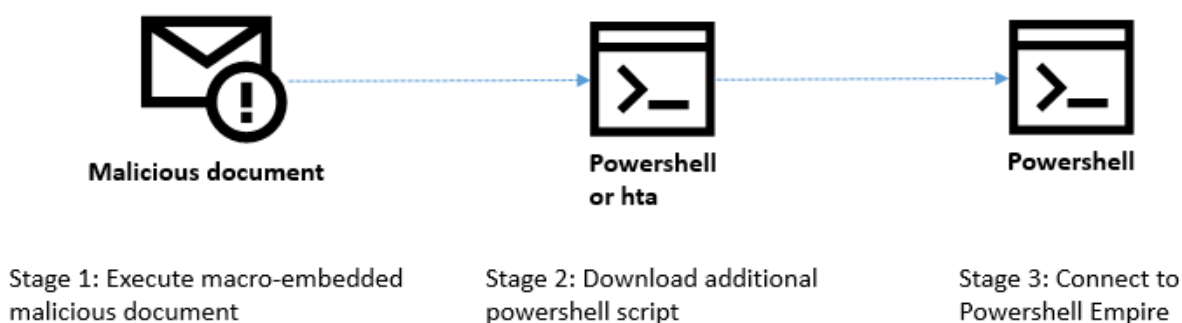 Malicious document
Powershell
or hta
Powershell
Stage 1: Execute macro-embedded
malicious document
Stage 2: Download additional
powershell script
Stage 3: Connect to
Powershell Empire